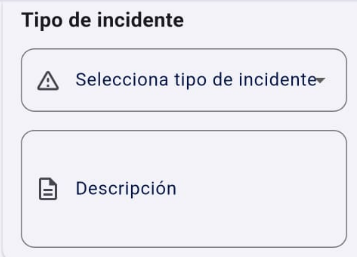 Tipo de incidente
Selecciona tipo de incidente
Descripción